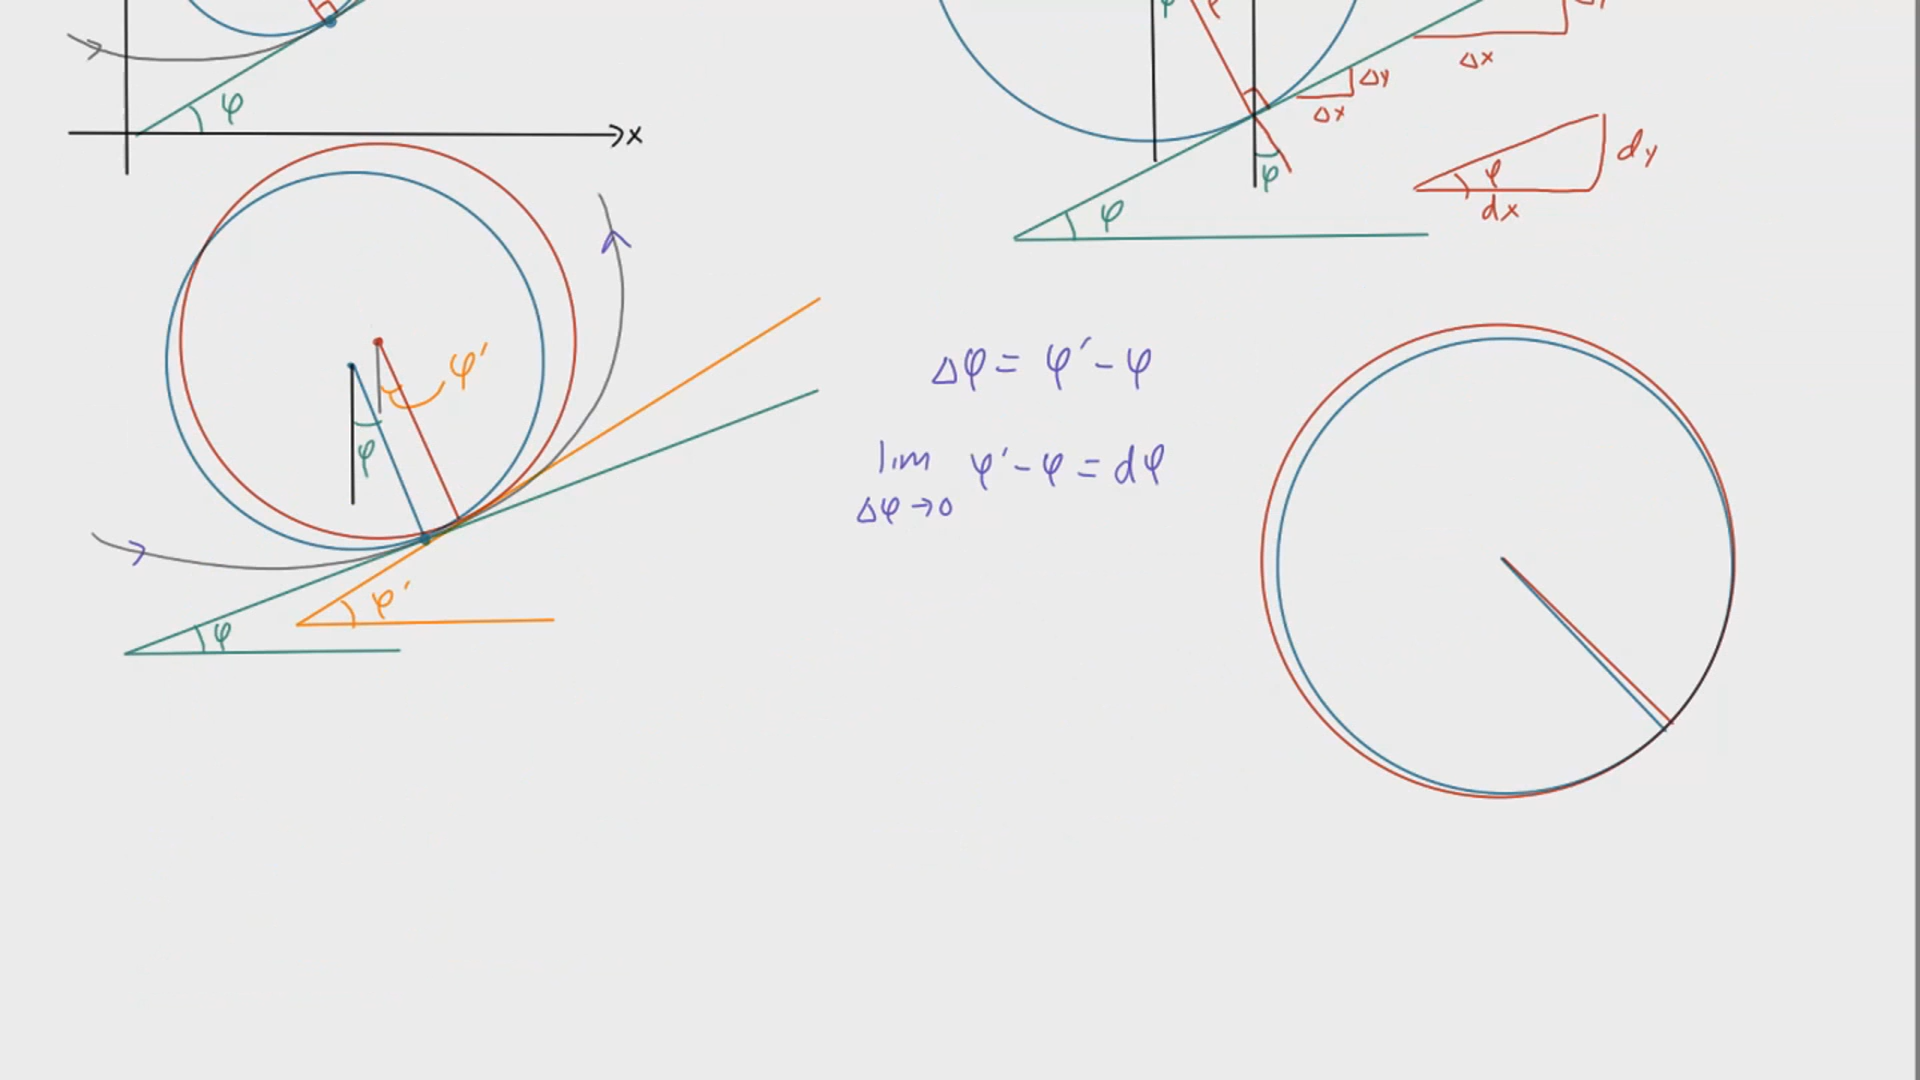 φ
x
φ
Δx
Δy
Δx
φ
φ
dy
φ
dx
φ'
φ
Δφ = φ' - φ
lim φ' - φ = dφ
Δφ → 0
φ'
φ